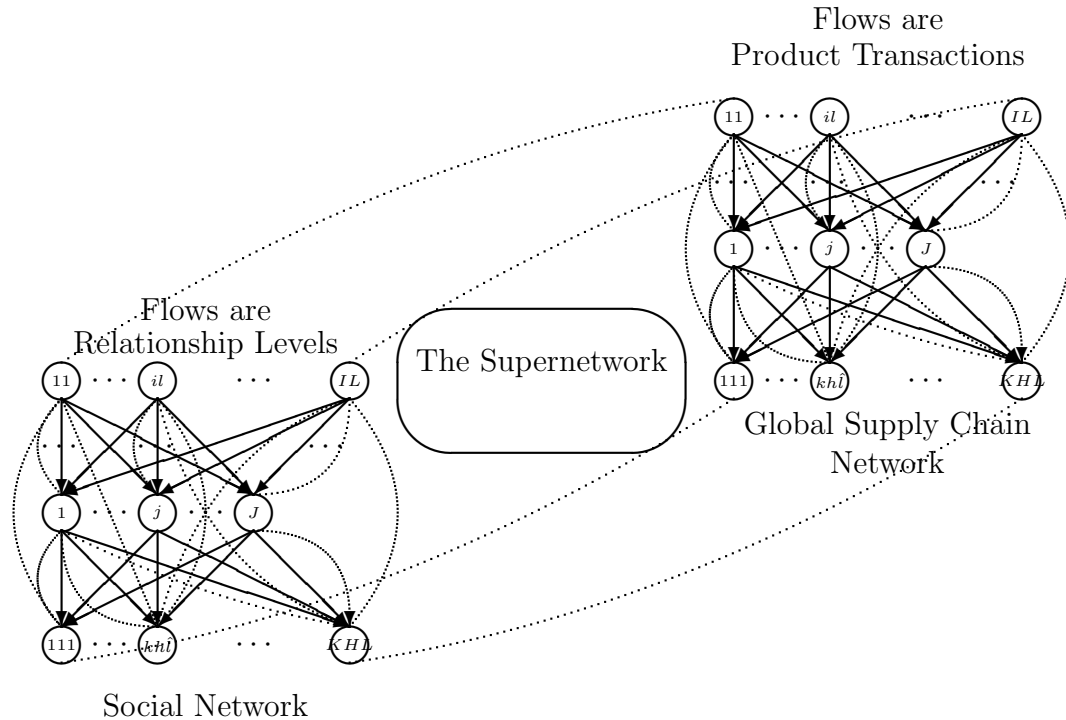 Flows are
Product Transactions
11 · · · il · · · IL
· · · · · ·
1 · · · j · · · J
111 · · · khl̂ · · · KHL
Global Supply Chain
Network
The Supernetwork
Flows are
Relationship Levels
11 · · · il · · · IL
· · · · · ·
1 · · · j · · · J
111 · · · khl̂ · · · KHL
Social Network